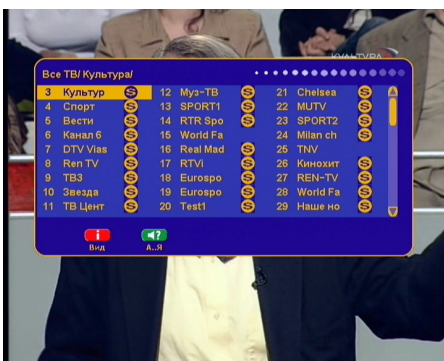 КУЛЬТУРА
Все ТВ/ Культура/
3 Культур S 12 Муз-ТВ S 21 Chelsea S
4 Спорт S 13 SPORT1 S 22 MUTV S
5 Вести S 14 RTR Spo S 23 SPORT2 S
6 Канал 6 S 15 World Fa 24 Milan ch S
7 DTV Vias S 16 Real Mad S 25 TNV
8 Ren TV S 17 RTVi S 26 Кинохит S
9 ТВ3 S 18 Eurospo S 27 REN-TV S
10 Звезда S 19 Eurospo S 28 World Fa S
11 ТВ Цент S 20 Test1 S 29 Наше но S
i ?
Вид А..Я